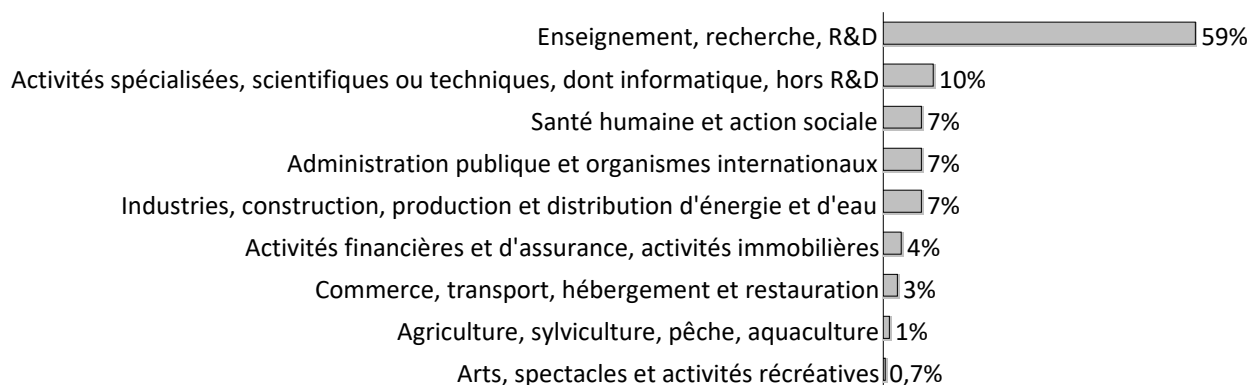 Enseignement, recherche, R&D 59%
Activités spécialisées, scientifiques ou techniques, dont informatique, hors R&D 10%
Santé humaine et action sociale 7%
Administration publique et organismes internationaux 7%
Industries, construction, production et distribution d'énergie et d'eau 7%
Activités financières et d'assurance, activités immobilières 4%
Commerce, transport, hébergement et restauration 3%
Agriculture, sylviculture, pêche, aquaculture 1%
Arts, spectacles et activités récréatives 0,7%